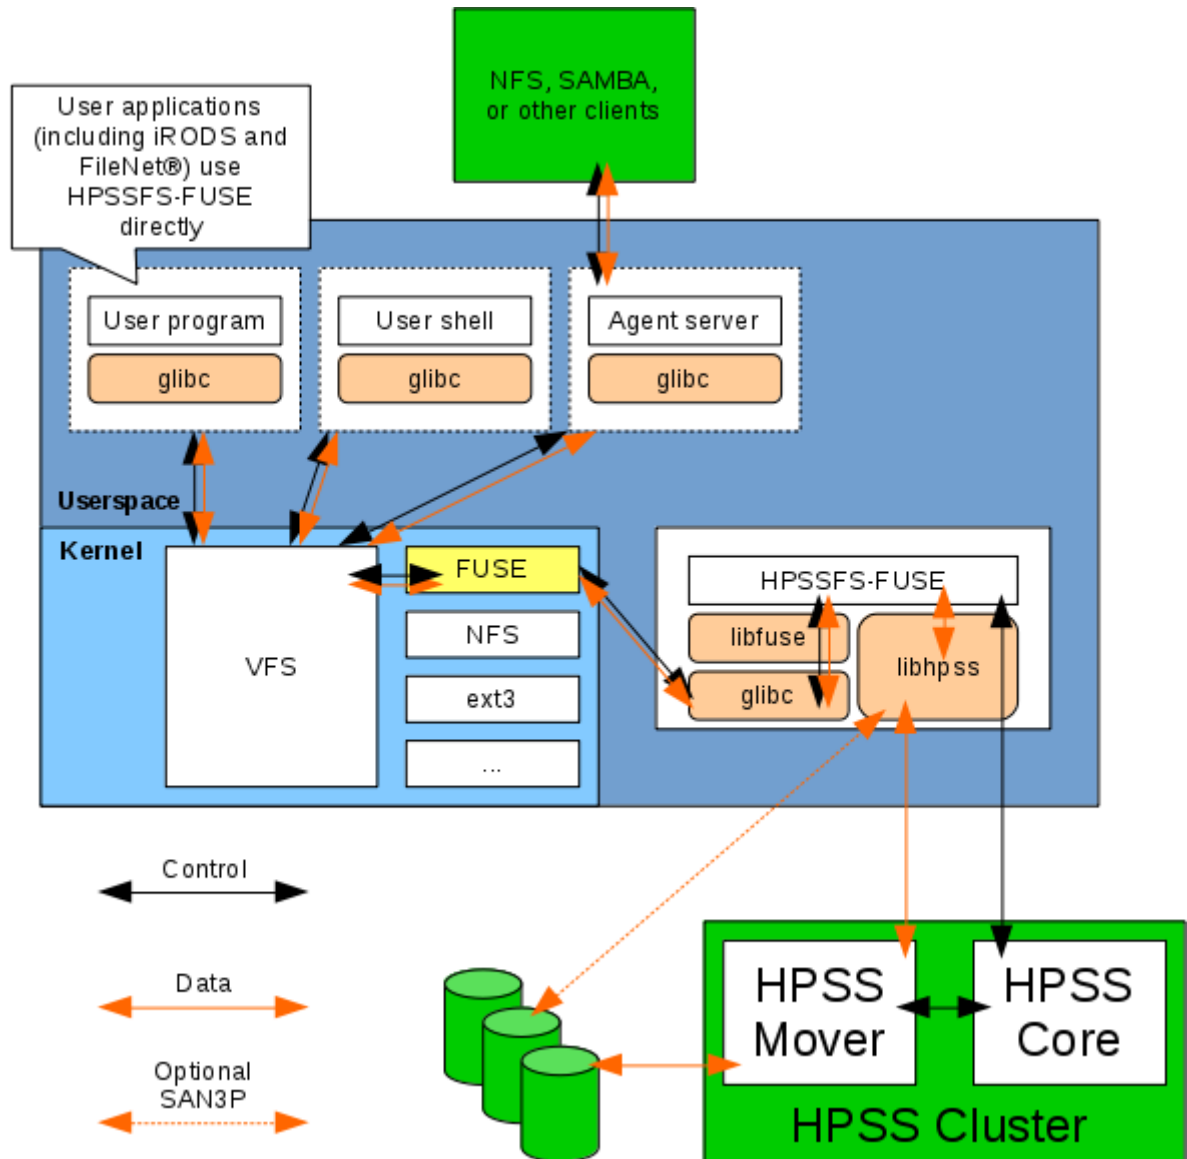 NFS, SAMBA,
or other clients
User applications
(including iRODS and
FileNet®) use
HPSSFS-FUSE
directly
User program
glibc
User shell
glibc
Agent server
glibc
Userspace
Kernel
VFS
FUSE
NFS
ext3
...
HPSSFS-FUSE
libfuse
glibc
libhpss
Control
Data
Optional
SAN3P
HPSS
Mover
HPSS
Core
HPSS Cluster